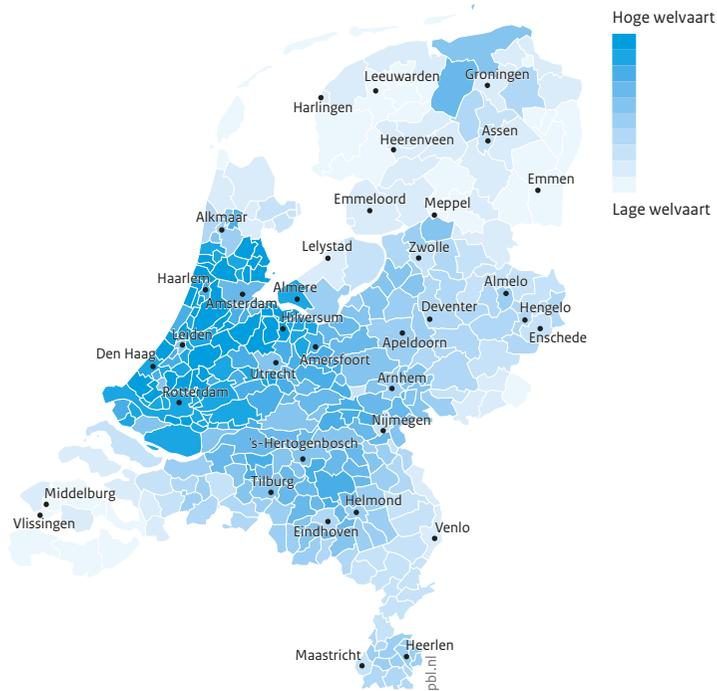 Hoge welvaart
Lage welvaart
Leeuwarden
Groningen
Harlingen
Heerenveen
Assen
Emmen
Emmeloord
Meppel
Alkmaar
Lelystad
Zwolle
Haarlem
Almere
Almelo
Amsterdam
Deventer
Hengelo
Hilversum
Enschede
Leiden
Apeldoorn
Den Haag
Amersfoort
Utrecht
Arnhem
Rotterdam
Nijmegen
's-Hertogenbosch
Tilburg
Middelburg
Helmond
Vlissingen
Eindhoven
Venlo
Maastricht
Heerlen
pbl.nl